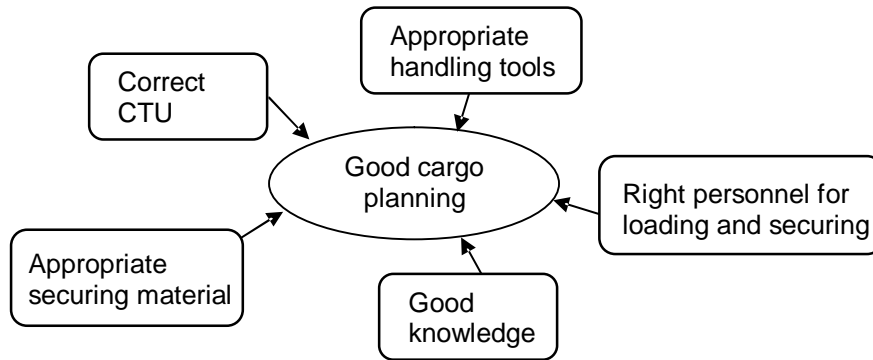 Appropriate
handling tools
Correct
CTU
Good cargo
planning
Right personnel for
loading and securing
Appropriate
securing material
Good
knowledge